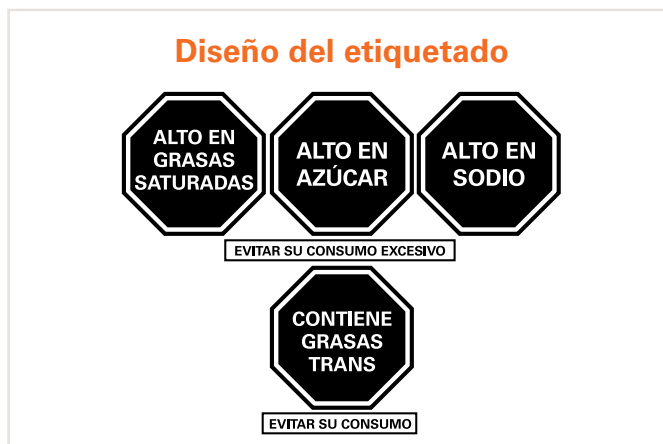 Diseño del etiquetado
ALTO EN
GRASAS
SATURADAS
ALTO EN
AZÚCAR
ALTO EN
SODIO
EVITAR SU CONSUMO EXCESIVO
CONTIENE
GRASAS
TRANS
EVITAR SU CONSUMO